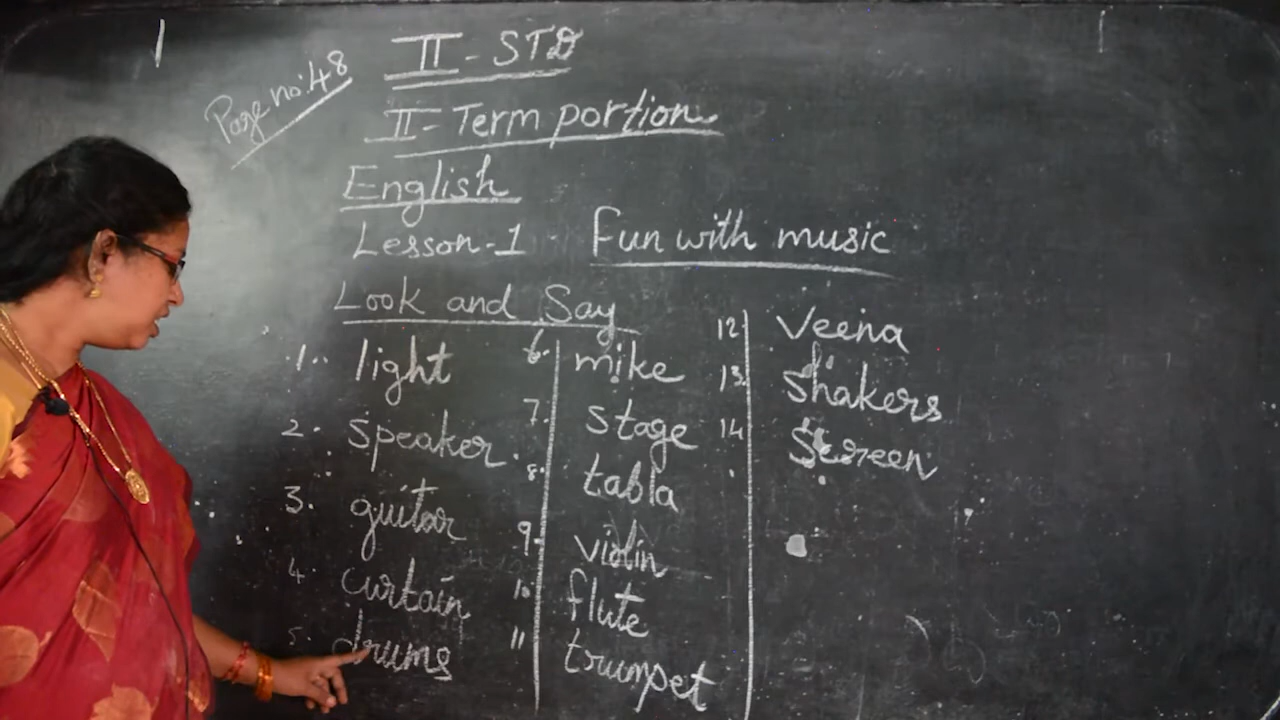 Page no:48
II - STD
II - Term portion
English
Lesson-1 Fun with music
Look and Say
1. light
2. speaker
3. guitar
4. curtain
5. drums
6. mike
7. stage
8. tabla
9. violin
10. flute
11 trumpet
12 Veena
13 Shakers
14 Screen